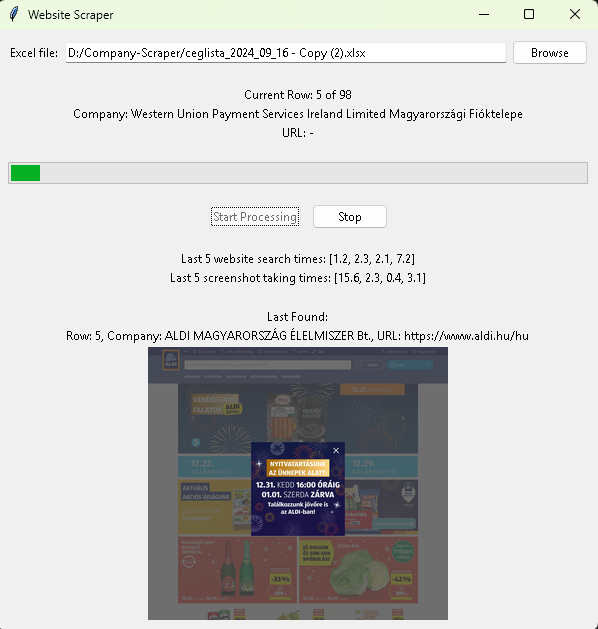 Website Scraper
Excel file: D:/Company-Scraper/ceglista_2024_09_16 - Copy (2).xlsx Browse
Current Row: 5 of 98
Company: Western Union Payment Services Ireland Limited Magyarországi Fióktelepe
URL: -
Start Processing Stop
Last 5 website search times: [1.2, 2.3, 2.1, 7.2]
Last 5 screenshot taking times: [15.6, 2.3, 0.4, 3.1]
Last Found:
Row: 5, Company: ALDI MAGYARORSZÁG ÉLELMISZER Bt., URL: https://www.aldi.hu/hu
ALDI
12.27.
VENDÉGVÁRÓ
FALATOK
12.22.
12.29.
NYITVATARTÁSUNK
AZ ÜNNEPEK ALATT:
12.31. KEDD 16:00 ÓRÁIG
01.01. SZERDA ZÁRVA
Találkozzunk jövőre is
az ALDI-ban!
AKTUÁLIS
AKCIÓS ÚJSÁGUNK
-33%
-42%